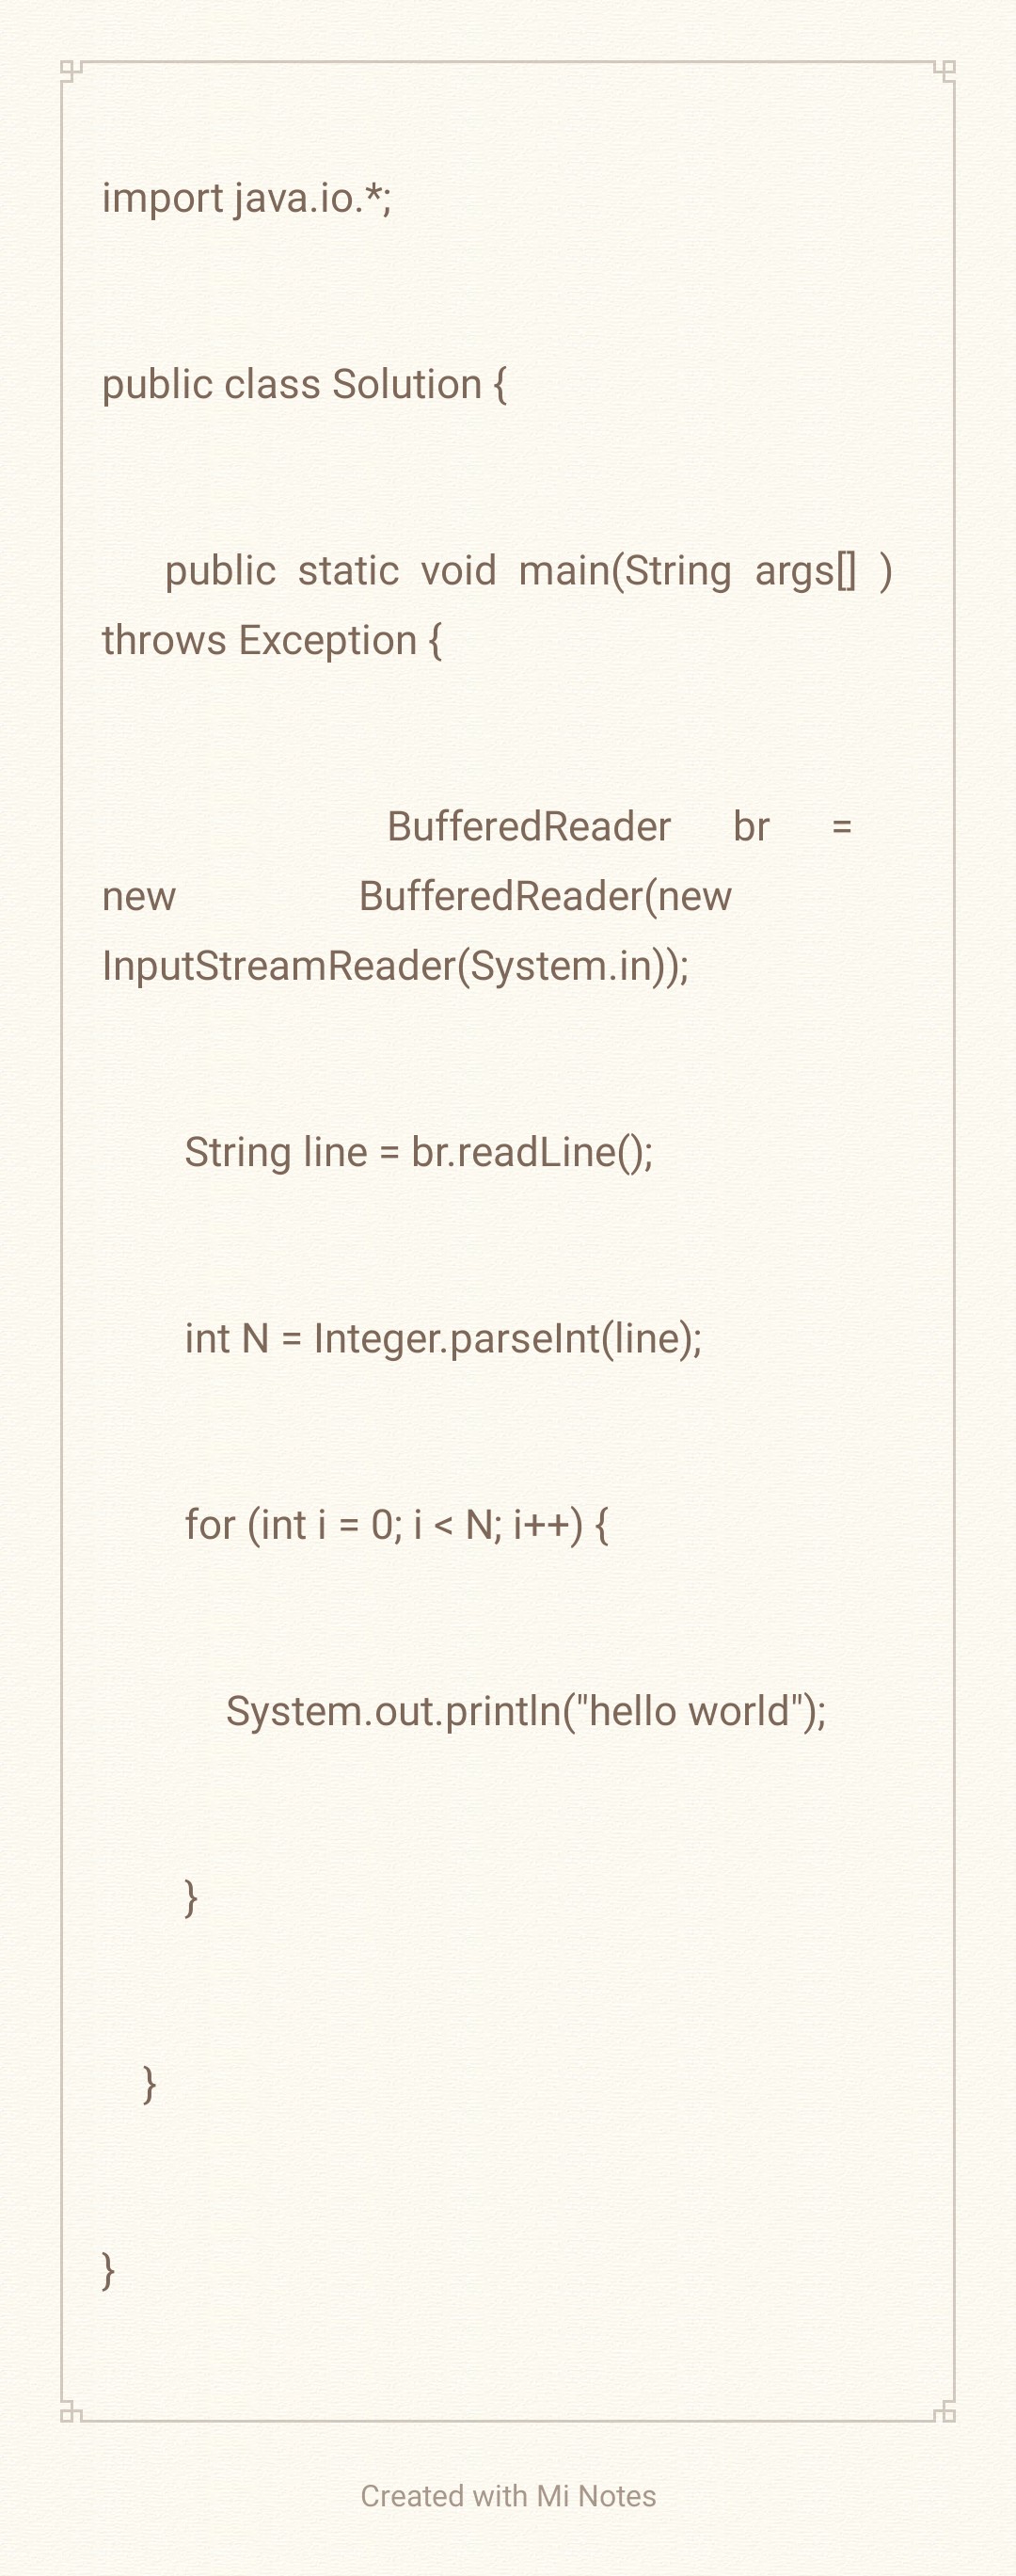 import java.io.*;
public class Solution {
public static void main(String args[] )
throws Exception {
BufferedReader br =
new BufferedReader(new
InputStreamReader(System.in));
String line = br.readLine();
int N = Integer.parseInt(line);
for (int i = 0; i < N; i++) {
System.out.println("hello world");
}
}
}
Created with Mi Notes